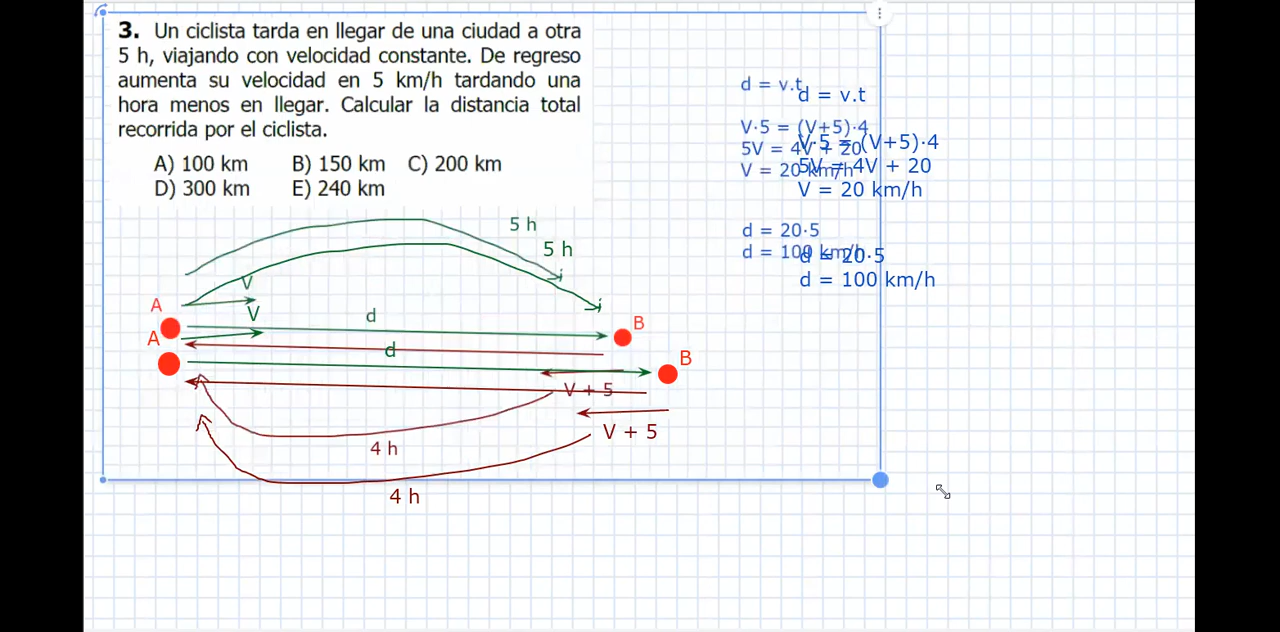 3. Un ciclista tarda en llegar de una ciudad a otra
5 h, viajando con velocidad constante. De regreso
aumenta su velocidad en 5 km/h tardando una
hora menos en llegar. Calcular la distancia total
recorrida por el ciclista.
A) 100 km B) 150 km C) 200 km
D) 300 km E) 240 km
d = v.t
V·5 = (V+5)·4
5V = 4V + 20
V = 20 km/h
d = 20·5
d = 100 km/h
d = v.t
V·5 = (V+5)·4
5V = 4V + 20
V = 20 km/h
d = 20·5
d = 100 km/h
5 h
5 h
V
A
V
d
B
A
d
B
V + 5
V + 5
4 h
4 h